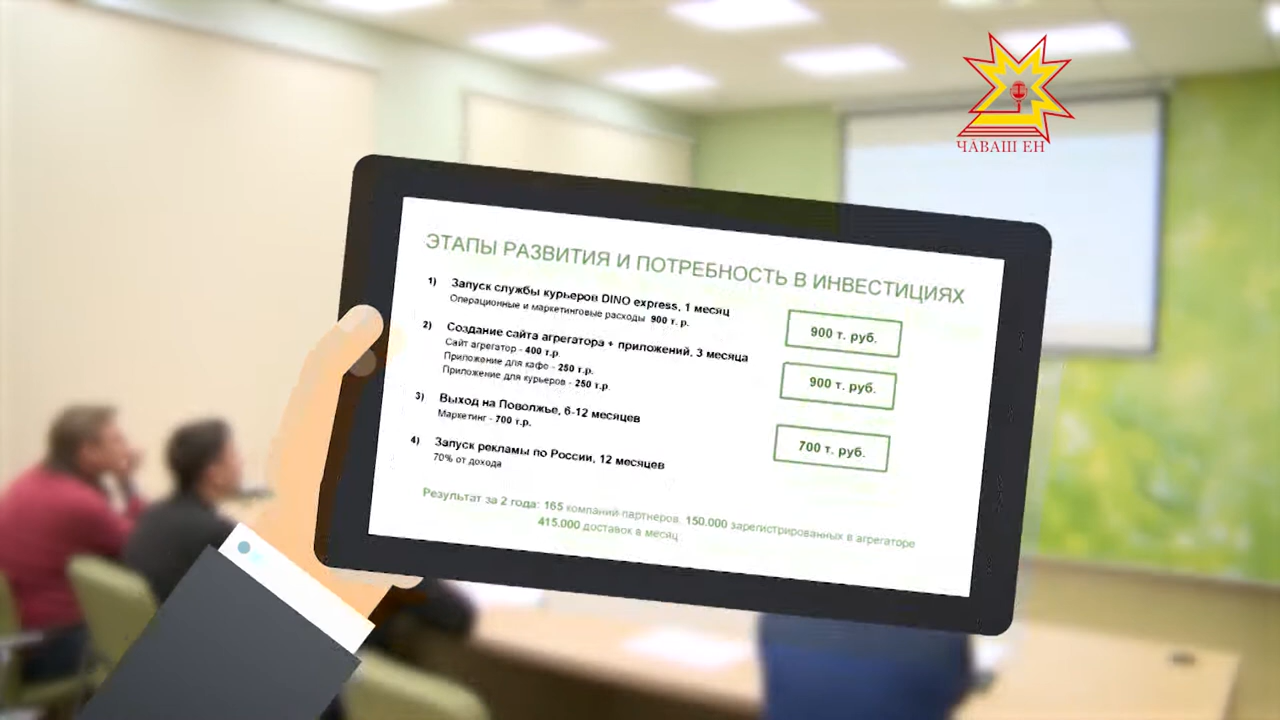 ЧӐВАШ ЕН
ЭТАПЫ РАЗВИТИЯ И ПОТРЕБНОСТЬ В ИНВЕСТИЦИЯХ
1) Запуск службы курьеров DINO express, 1 месяц
Операционные и маркетинговые расходы 900 т. р.
900 т. руб.
2) Создание сайта агрегатора + приложений, 3 месяца
Сайт агрегатор - 400 т.р.
Приложение для кафе - 250 т.р.
Приложение для курьеров - 250 т.р.
900 т. руб.
3) Выход на Поволжье, 6-12 месяцев
Маркетинг - 700 т.р.
700 т. руб.
4) Запуск рекламы по России, 12 месяцев
70% от дохода
Результат за 2 года: 165 компаний-партнеров, 150.000 зарегистрированных в агрегаторе
415.000 доставок в месяц